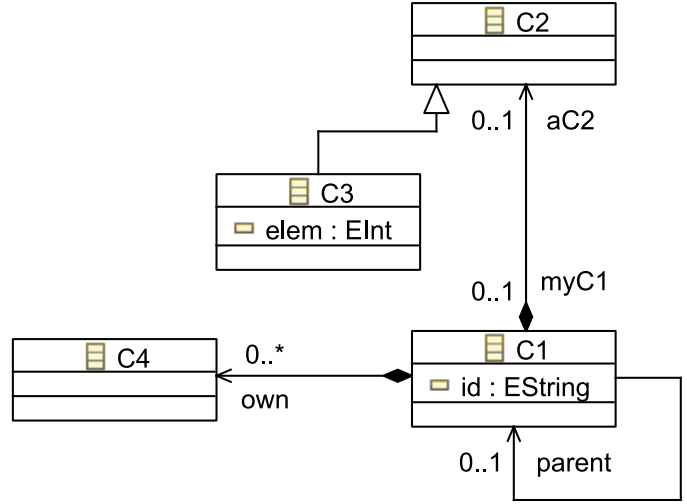 C2
0..1 aC2
C3
elem : EInt
0..1 myC1
C4
0..*
own
C1
id : EString
0..1 parent